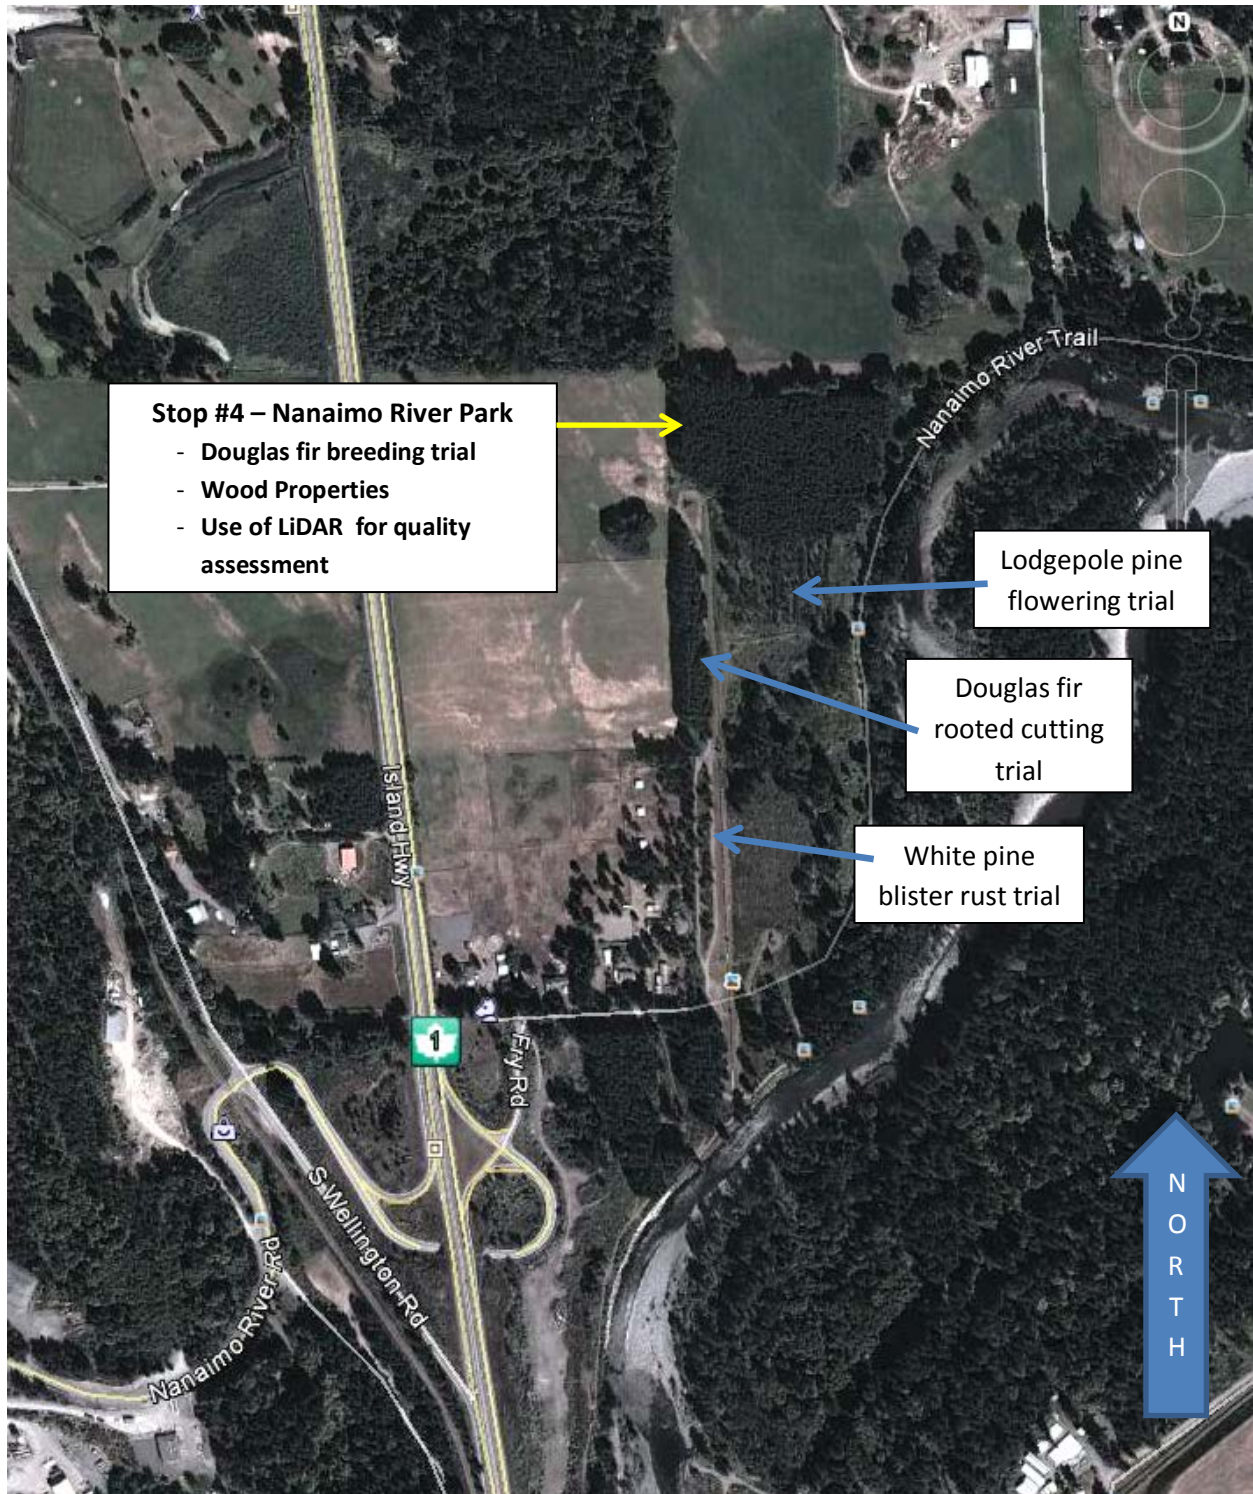 N
Nanaimo River Trail
Stop #4 – Nanaimo River Park
- Douglas fir breeding trial
- Wood Properties
- Use of LiDAR for quality
assessment
Lodgepole pine
flowering trial
Douglas fir
rooted cutting
trial
Island Hwy
White pine
blister rust trial
1
Fry Rd
S Wellington Rd
Nanaimo River Rd
N
O
R
T
H